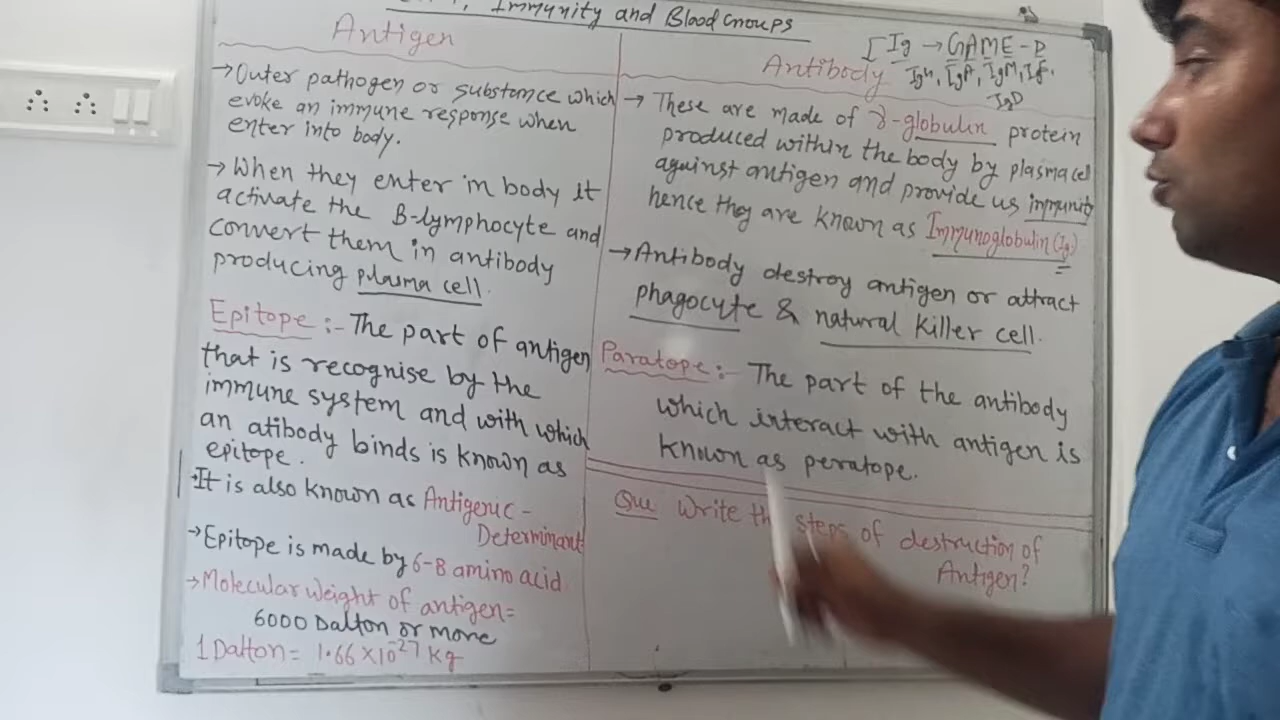 Immunity and Blood Groups
Antigen
→Outer pathogen or substance which
evoke an immune response when
enter into body.
→When they enter in body it
activate the B-lymphocyte and
convert them in antibody
producing plasma cell.
Epitope :- The part of antigen
that is recognise by the
immune system and with which
an atibody binds is known as
epitope.
→It is also known as Antigenic-
Determinant
→Epitope is made by 6-8 amino acid
→Molecular weight of antigen=
6000 Dalton or more
1 Dalton = 1.66×10⁻²⁷ kg
[Ig → GAME-D
IgG, IgA, IgM, IgE.
IgD
Antibody
→ These are made of γ-globulin protein
produced within the body by plasma cell
against antigen and provide us immunity
hence they are known as Immunoglobulin (Ig)
→Antibody destroy antigen or attract
phagocyte & natural killer cell.
Paratope:- The part of the antibody
which interact with antigen is
known as peratope.
Que Write the steps of destruction of
Antigen?